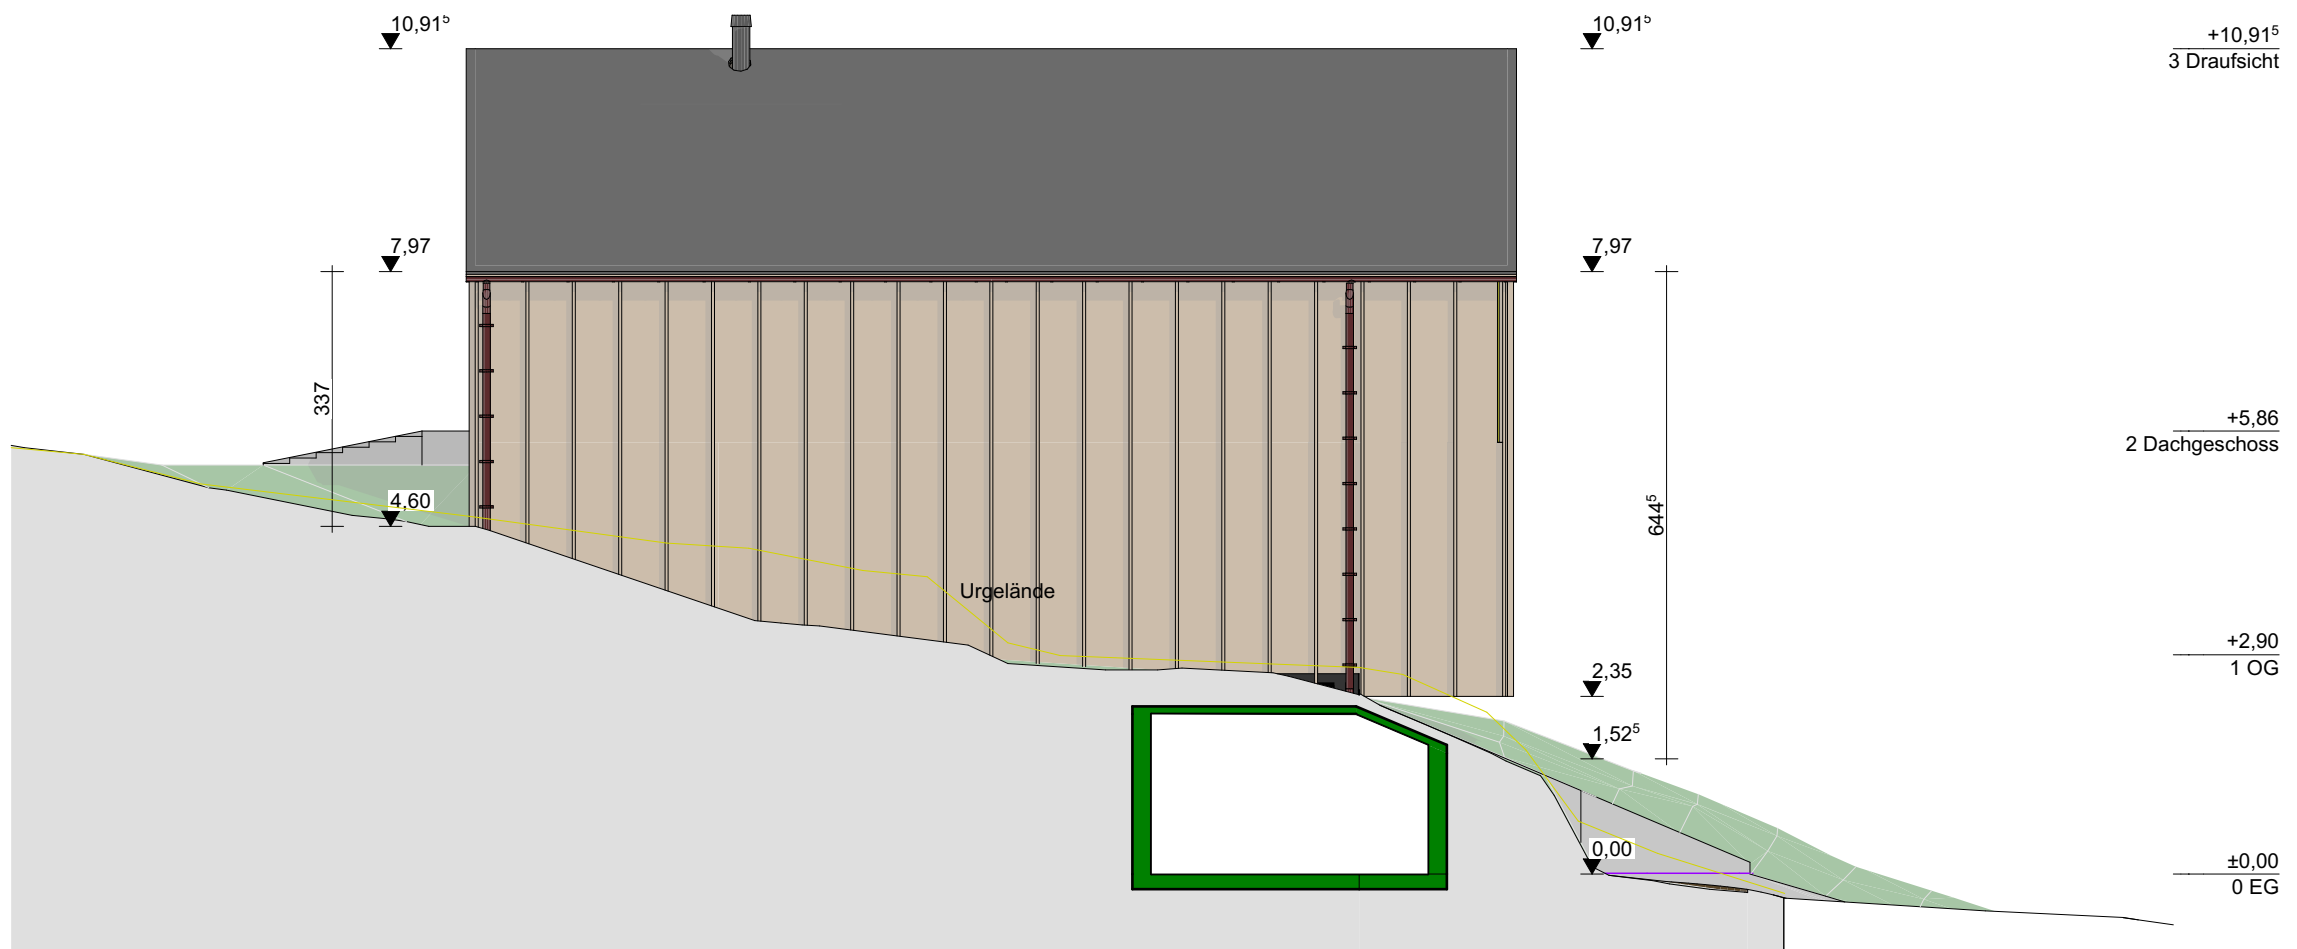 10,91⁵
10,91⁵
+10,91⁵
3 Draufsicht
7,97
7,97
337
+5,86
2 Dachgeschoss
4,60
644⁵
Urgelände
+2,90
1 OG
2,35
1,52⁵
0,00
±0,00
0 EG